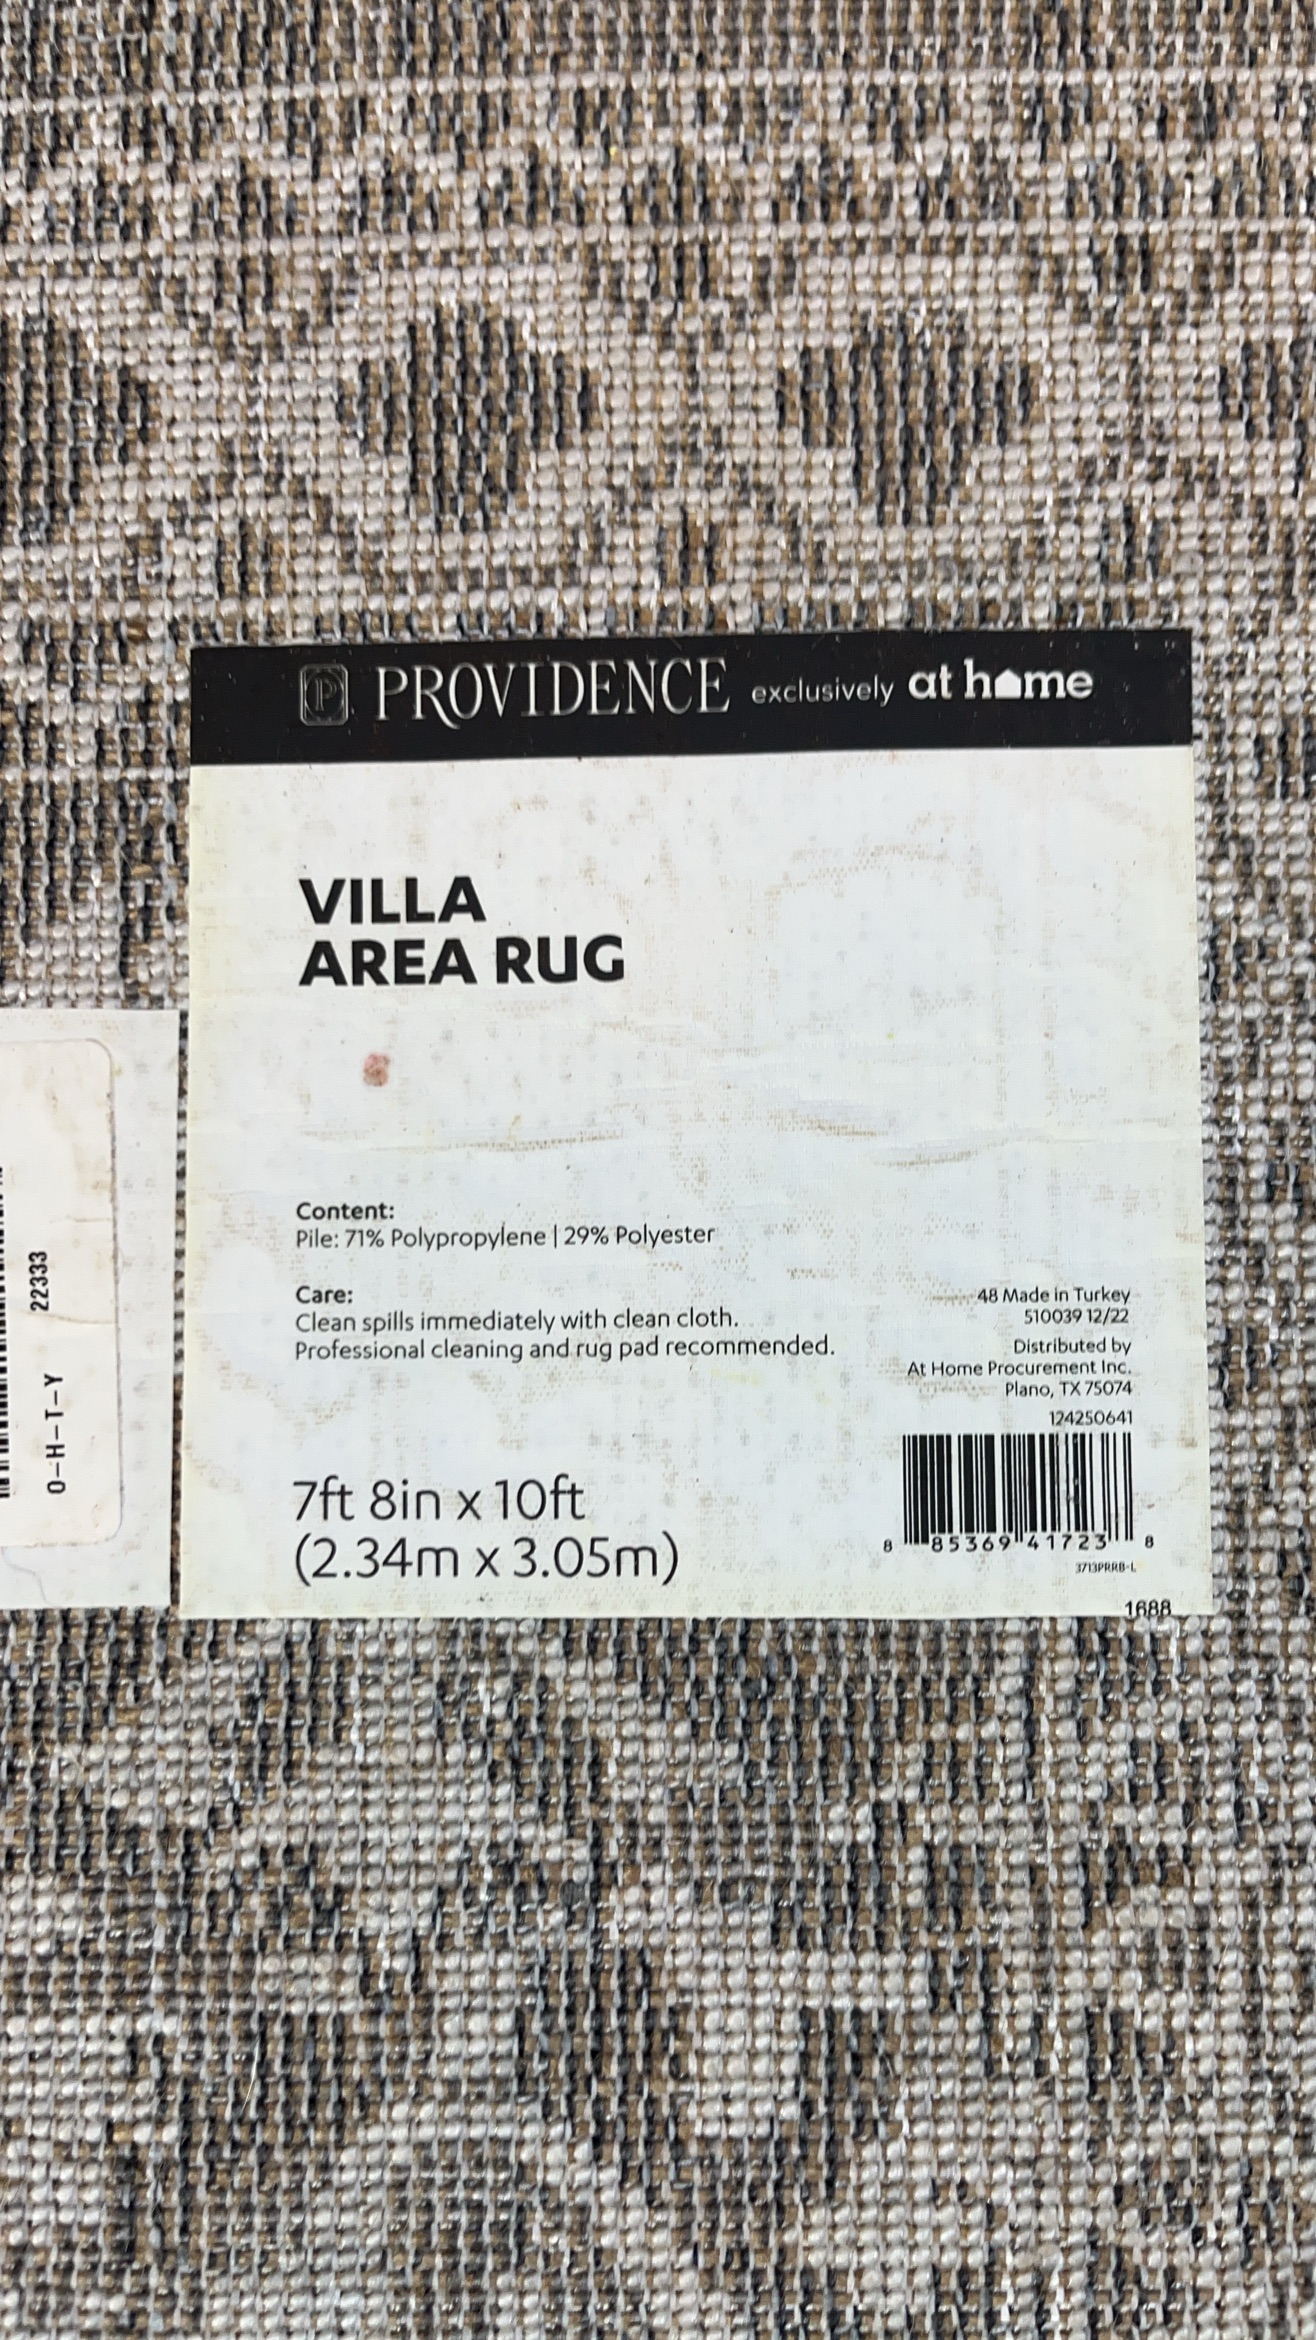 P PROVIDENCE exclusively at home
VILLA
AREA RUG
Content:
Pile: 71% Polypropylene | 29% Polyester
Care:
Clean spills immediately with clean cloth.
Professional cleaning and rug pad recommended.
7ft 8in x 10ft
(2.34m x 3.05m)
48 Made in Turkey
510039 12/22
Distributed by
At Home Procurement Inc.
Plano, TX 75074
124250641
8 85369 41723 8
3713PRRB-L
1688
22333
O-H-T-Y